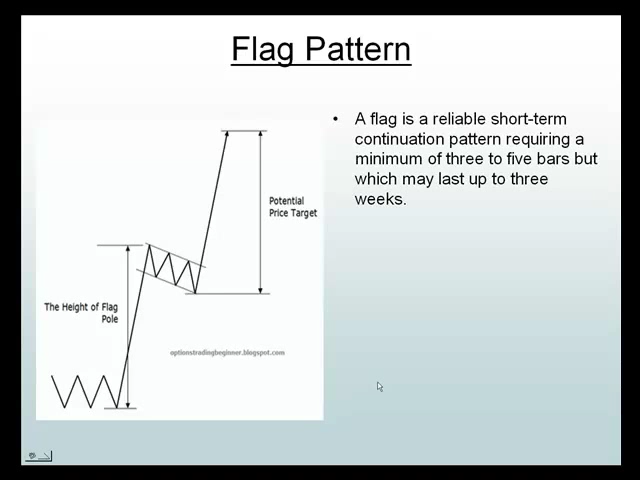 Flag Pattern
• A flag is a reliable short-term
continuation pattern requiring a
minimum of three to five bars but
which may last up to three
weeks.
Potential
Price Target
The Height of Flag
Pole
optionstradingbeginner.blogspot.com